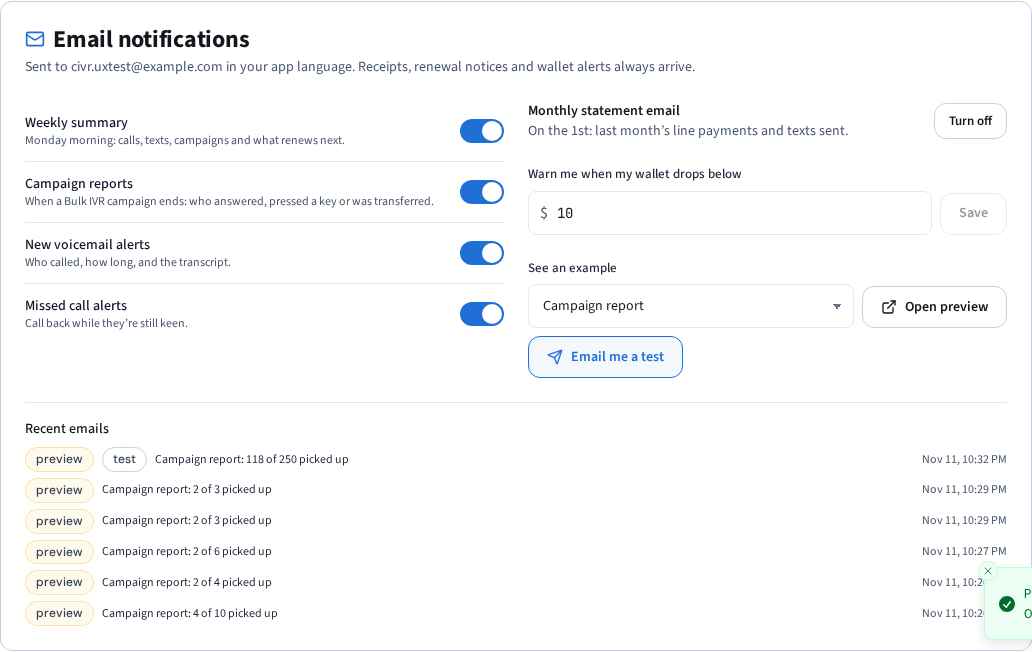 Email notifications
Sent to civr.uxtest@example.com in your app language. Receipts, renewal notices and wallet alerts always arrive.
Weekly summary
Monday morning: calls, texts, campaigns and what renews next.
Campaign reports
When a Bulk IVR campaign ends: who answered, pressed a key or was transferred.
New voicemail alerts
Who called, how long, and the transcript.
Missed call alerts
Call back while they're still keen.
Monthly statement email
On the 1st: last month's line payments and texts sent.
Turn off
Warn me when my wallet drops below
$ 10
Save
See an example
Campaign report
Open preview
Email me a test
Recent emails
preview test Campaign report: 118 of 250 picked up Nov 11, 10:32 PM
preview Campaign report: 2 of 3 picked up Nov 11, 10:29 PM
preview Campaign report: 2 of 3 picked up Nov 11, 10:29 PM
preview Campaign report: 2 of 6 picked up Nov 11, 10:27 PM
preview Campaign report: 2 of 4 picked up Nov 11,
preview Campaign report: 4 of 10 picked up Nov 11,